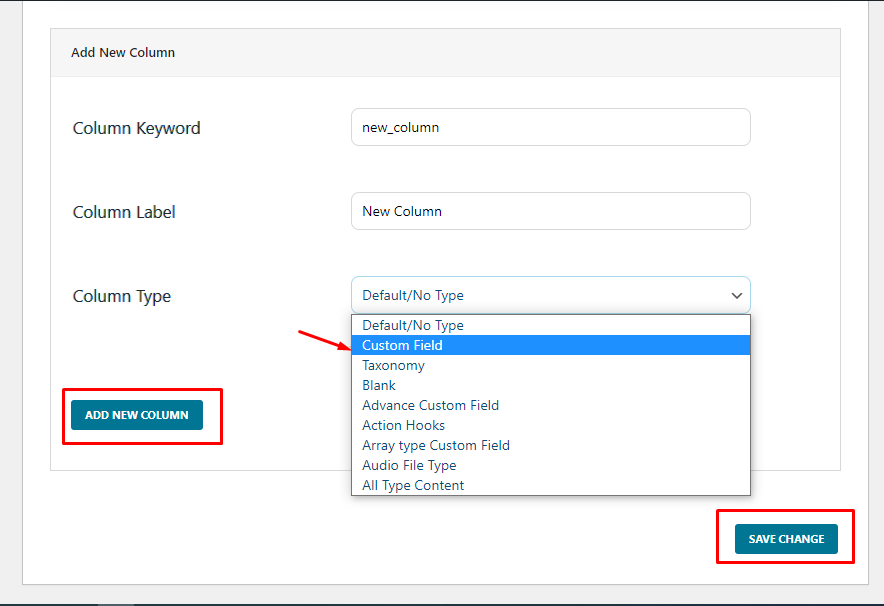 Add New Column
Column Keyword
new_column
Column Label
New Column
Column Type
Default/No Type
Default/No Type
Custom Field
Taxonomy
Blank
Advance Custom Field
Action Hooks
Array type Custom Field
Audio File Type
All Type Content
ADD NEW COLUMN
SAVE CHANGE